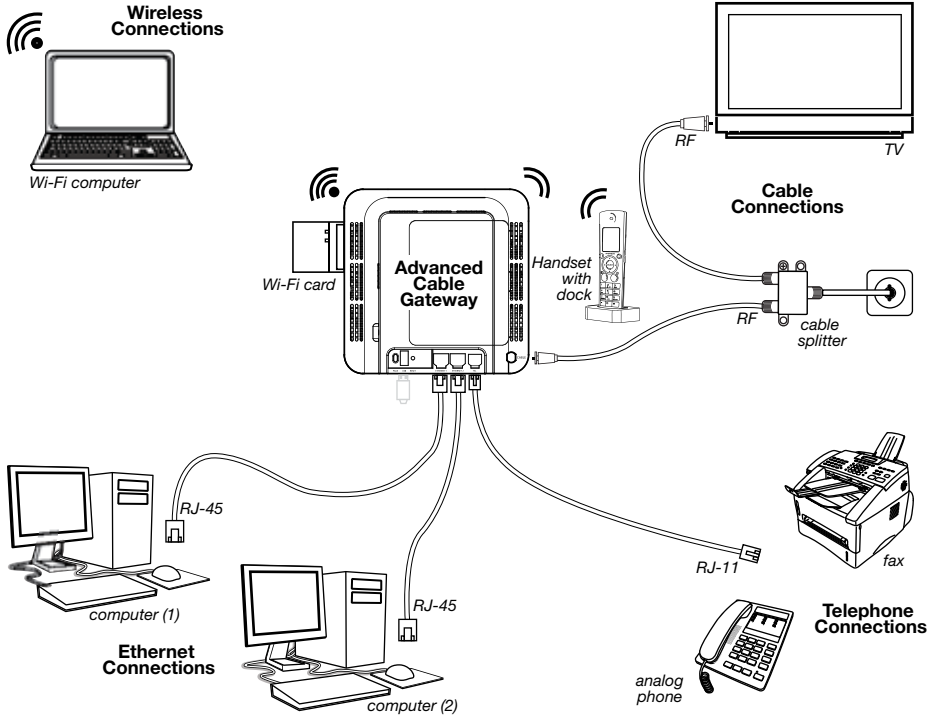 Wireless
Connections
Wi-Fi computer
RF
TV
Cable
Connections
Wi-Fi card
Advanced
Cable
Gateway
Handset
with
dock
RF
cable
splitter
RJ-45
computer (1)
Ethernet
Connections
RJ-45
computer (2)
RJ-11
fax
Telephone
Connections
analog
phone